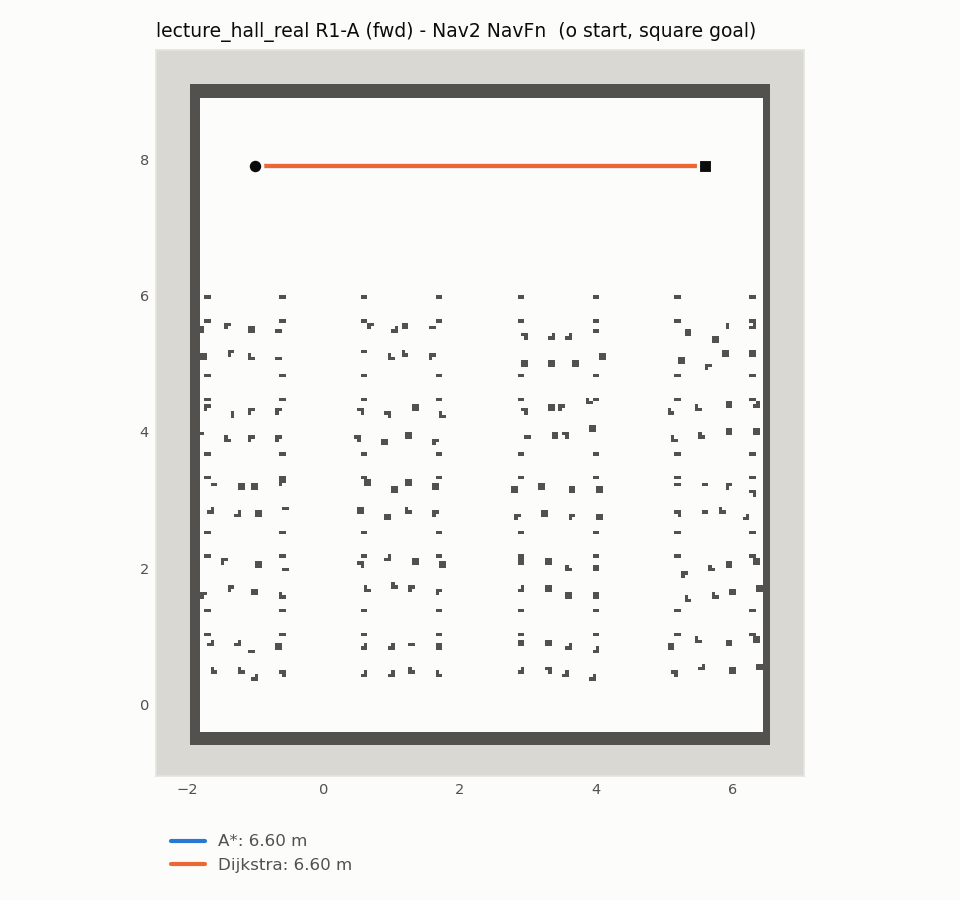 lecture_hall_real R1-A (fwd) - Nav2 NavFn  (o start, square goal)
8
6
4
2
0
−2 0 2 4 6
A*: 6.60 m
Dijkstra: 6.60 m